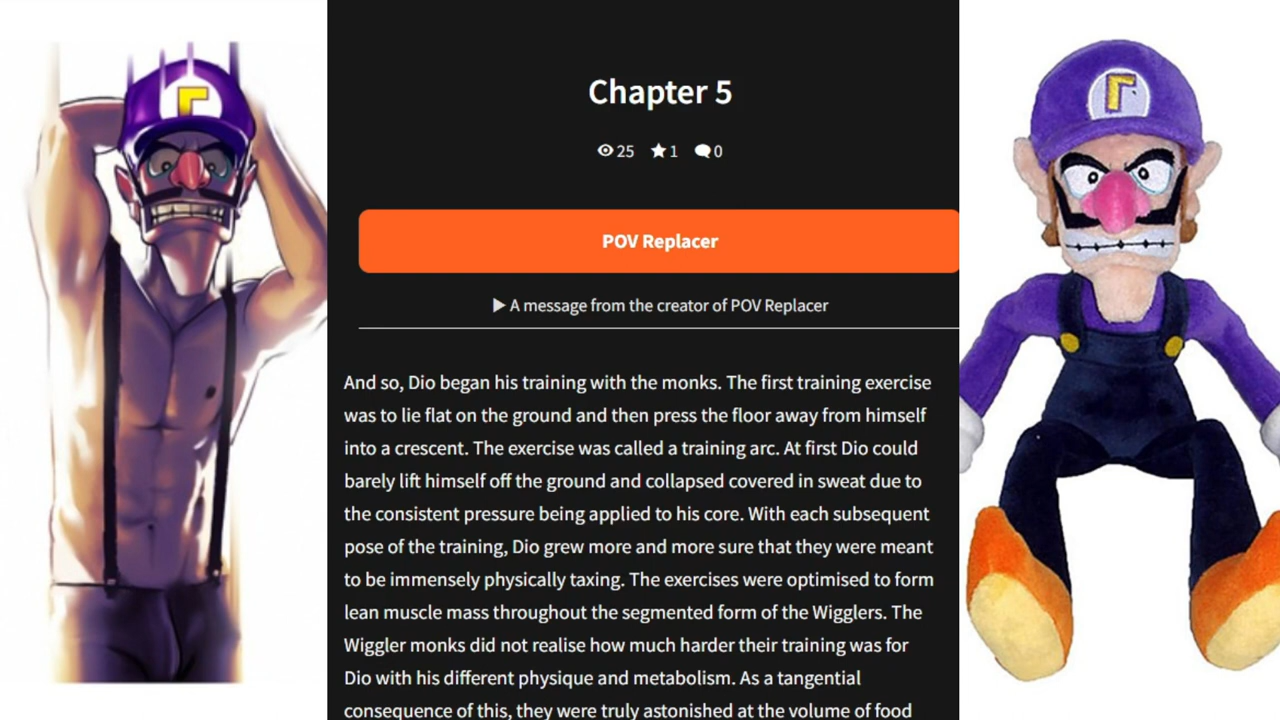 Chapter 5
25 1 0
POV Replacer
▶ A message from the creator of POV Replacer
And so, Dio began his training with the monks. The first training exercise
was to lie flat on the ground and then press the floor away from himself
into a crescent. The exercise was called a training arc. At first Dio could
barely lift himself off the ground and collapsed covered in sweat due to
the consistent pressure being applied to his core. With each subsequent
pose of the training, Dio grew more and more sure that they were meant
to be immensely physically taxing. The exercises were optimised to form
lean muscle mass throughout the segmented form of the Wigglers. The
Wiggler monks did not realise how much harder their training was for
Dio with his different physique and metabolism. As a tangential
consequence of this, they were truly astonished at the volume of food